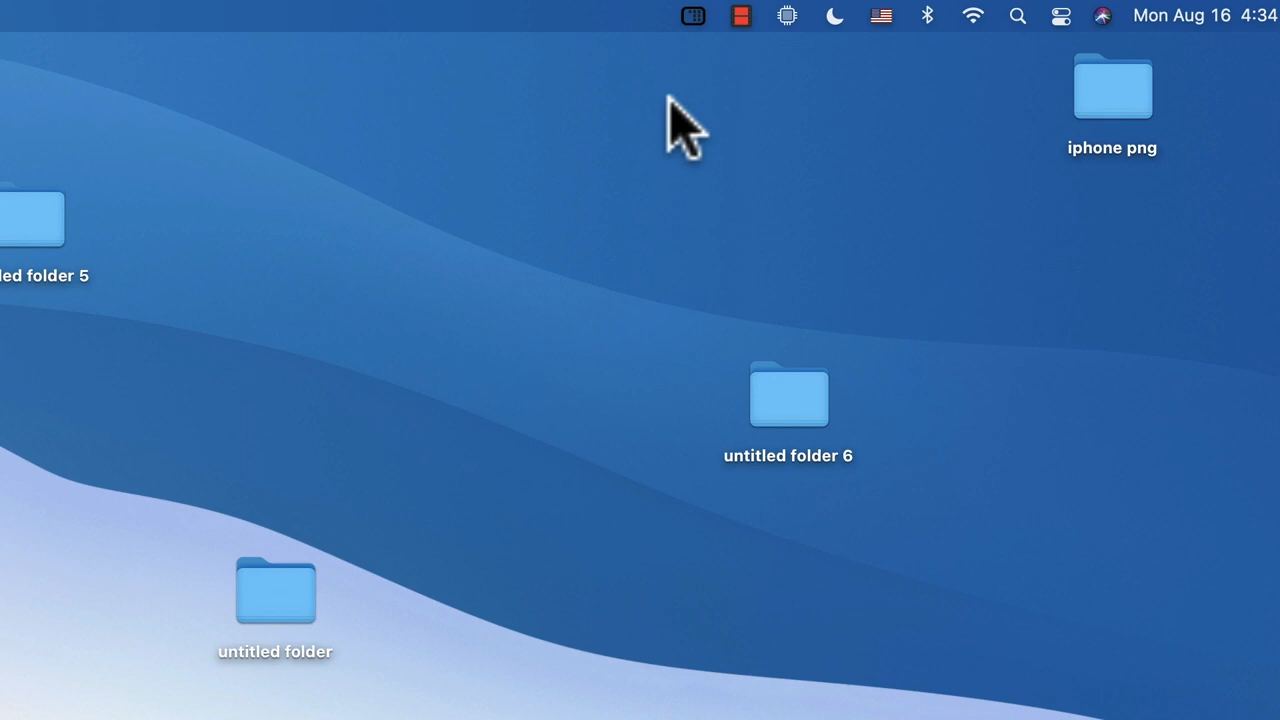 Mon Aug 16 4:34
iphone png
led folder 5
untitled folder 6
untitled folder